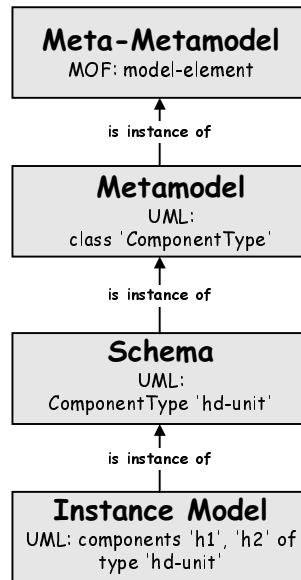 Meta-Metamodel
MOF: model-element
is instance of
Metamodel
UML:
class 'ComponentType'
is instance of
Schema
UML:
ComponentType 'hd-unit'
is instance of
Instance Model
UML: components 'h1', 'h2' of
type 'hd-unit'